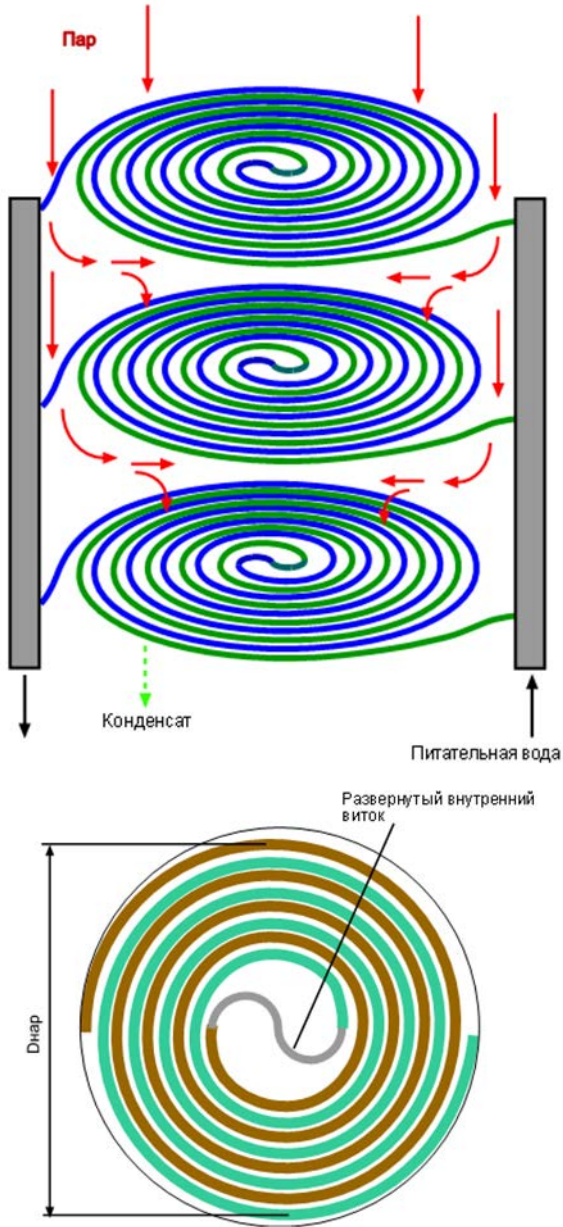 Пар
Конденсат
Питательная вода
Развернутый внутренний
виток
Dнар